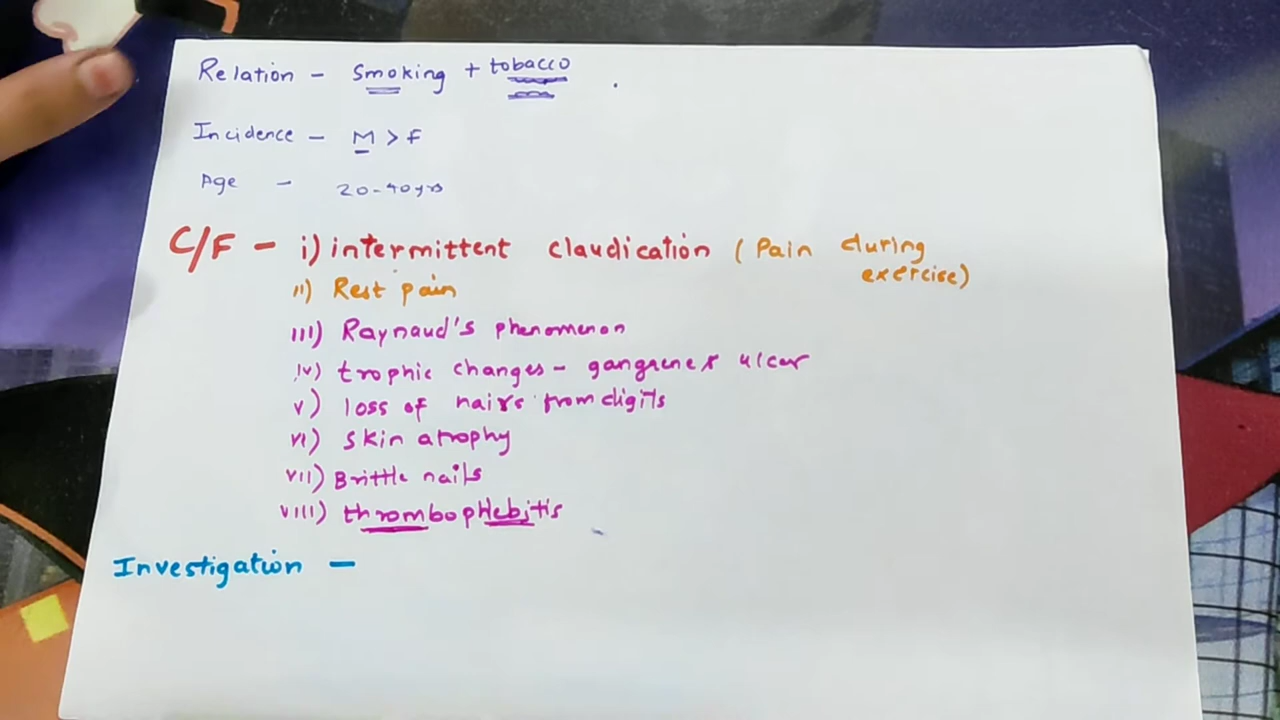 Relation - Smoking + tobacco
Incidence - M > F
Age - 20-40yrs
C/F - i) intermittent claudication (Pain during exercise)
ii) Rest pain
iii) Raynaud's phenomenon
iv) trophic changes - gangrene & ulcer
v) loss of hairs from digits
vi) skin atrophy
vii) Brittle nails
viii) thrombophlebitis
Investigation -